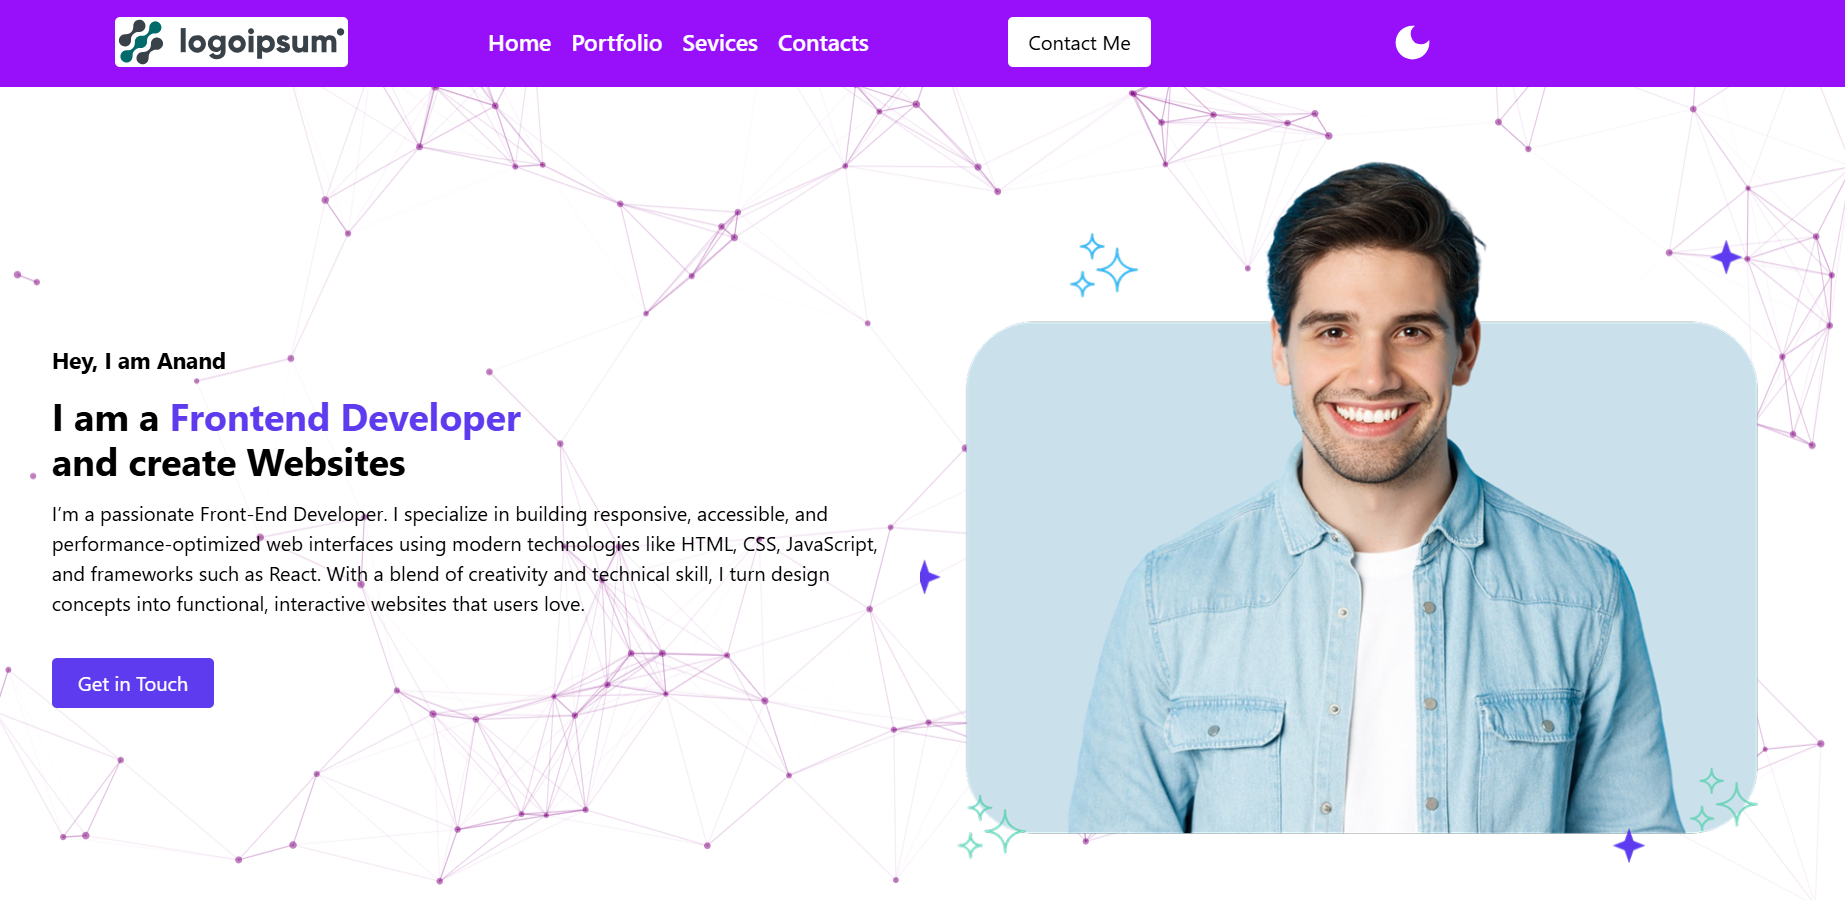 logoipsum
Home Portfolio Sevices Contacts
Contact Me
Hey, I am Anand
I am a Frontend Developer
and create Websites
I’m a passionate Front-End Developer. I specialize in building responsive, accessible, and
performance-optimized web interfaces using modern technologies like HTML, CSS, JavaScript,
and frameworks such as React. With a blend of creativity and technical skill, I turn design
concepts into functional, interactive websites that users love.
Get in Touch